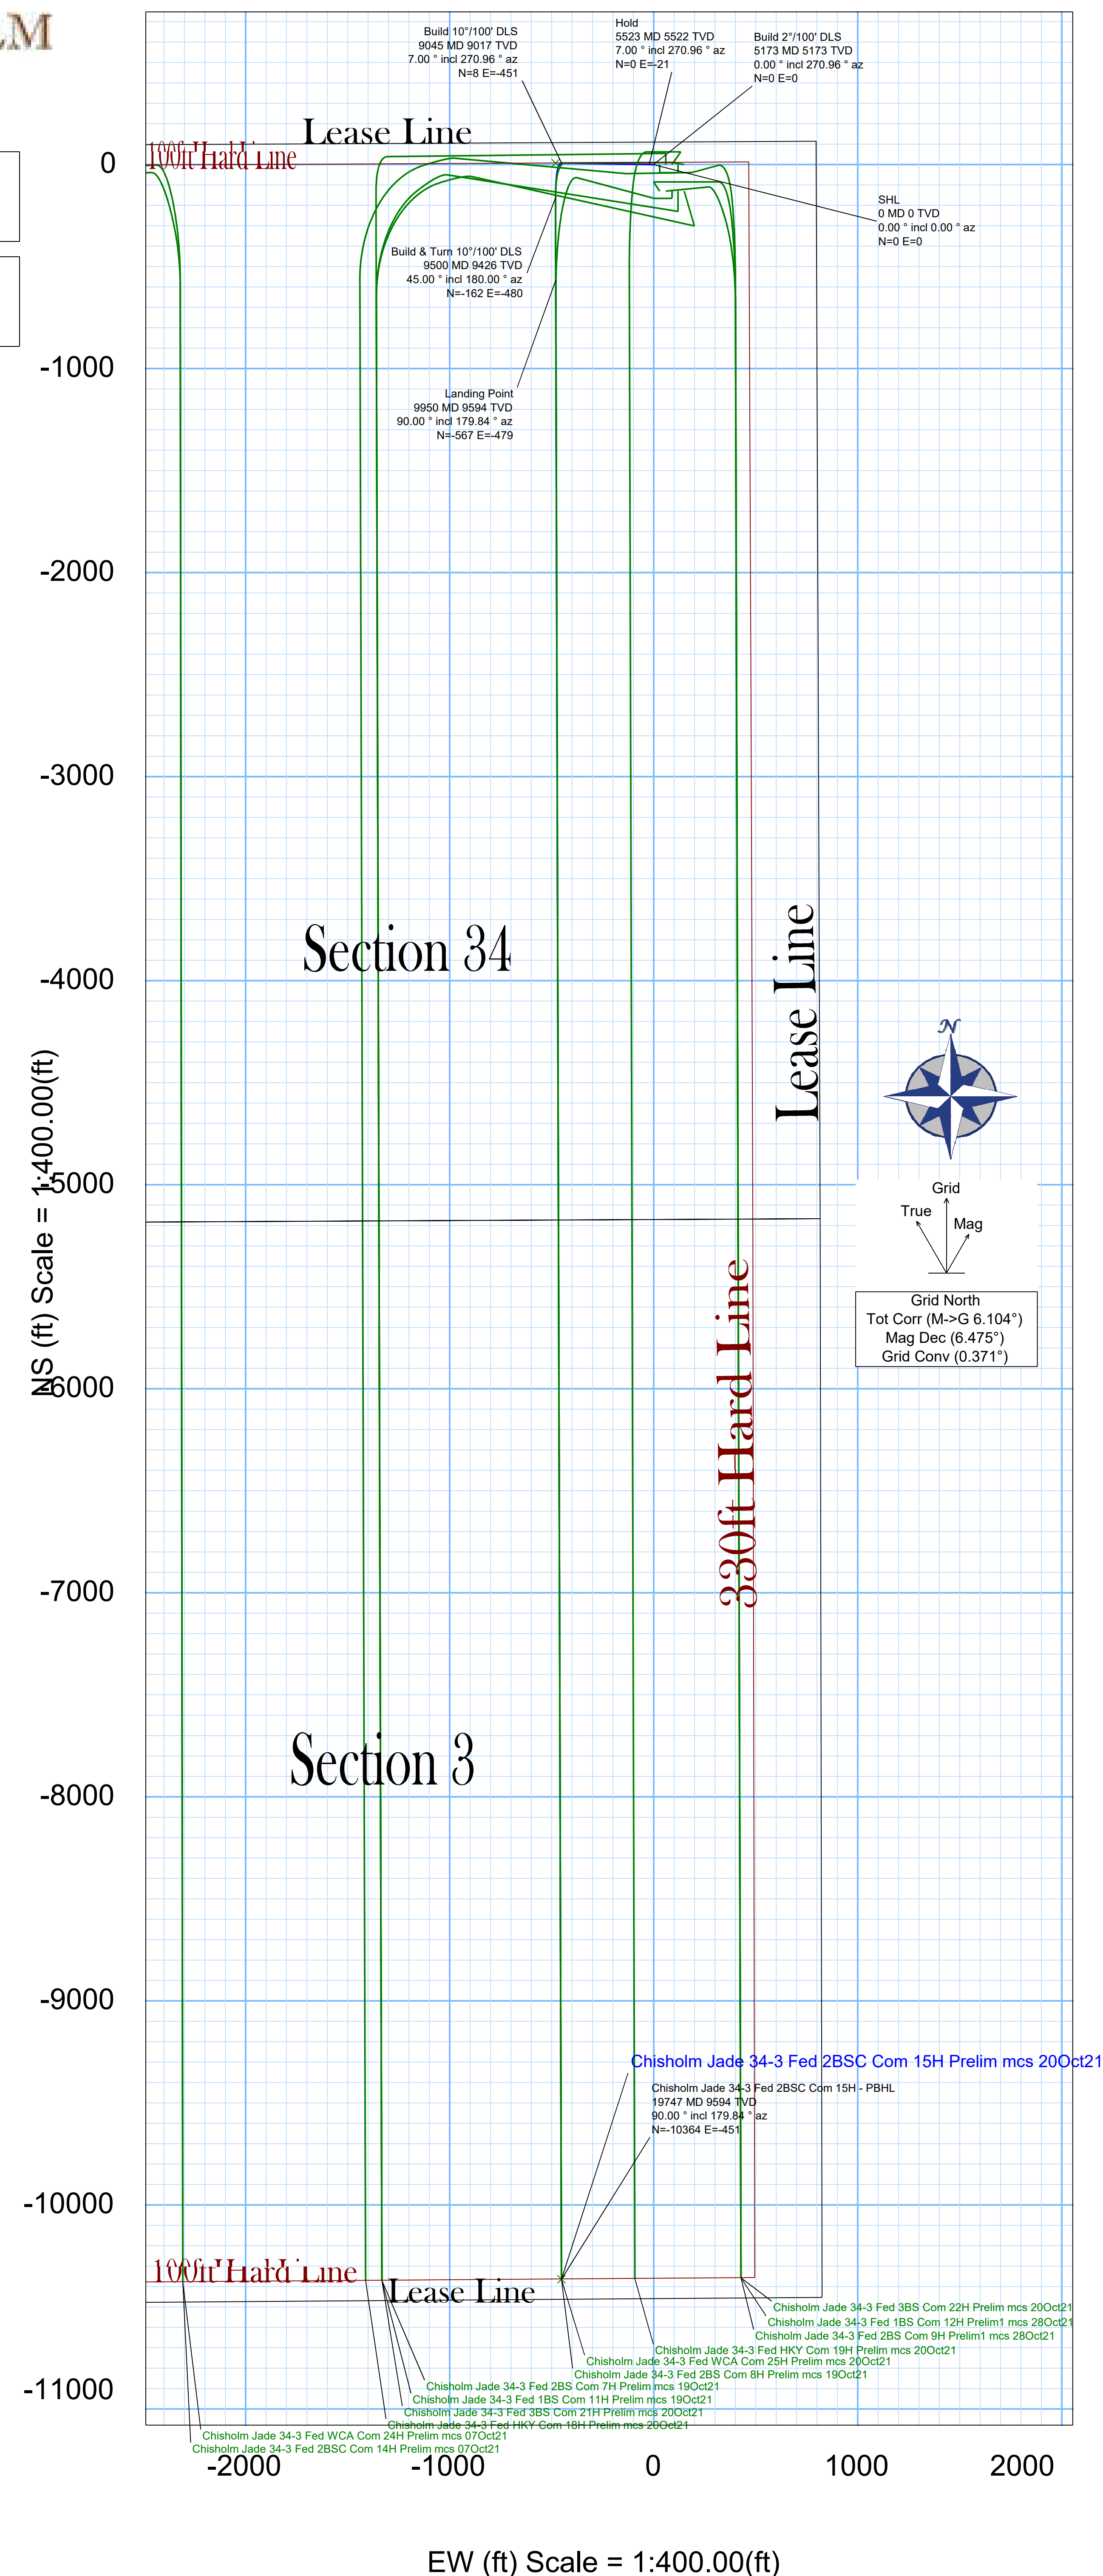 LM
Build 10°/100' DLS
9045 MD 9017 TVD
7.00 ° incl 270.96 ° az
N=8 E=-451
Hold
5523 MD 5522 TVD
7.00 ° incl 270.96 ° az
N=0 E=-21
Build 2°/100' DLS
5173 MD 5173 TVD
0.00 ° incl 270.96 ° az
N=0 E=0
Lease Line
100ft Hard Line
0
SHL
0 MD 0 TVD
0.00 ° incl 0.00 ° az
N=0 E=0
Build & Turn 10°/100' DLS
9500 MD 9426 TVD
45.00 ° incl 180.00 ° az
N=-162 E=-480
-1000
Landing Point
9950 MD 9594 TVD
90.00 ° incl 179.84 ° az
N=-567 E=-479
-2000
-3000
Section 34
-4000
Lease Line
N
-5000
Grid
True
Mag
NS (ft) Scale = 1:400.00(ft)
Grid North
Tot Corr (M->G 6.104°)
Mag Dec (6.475°)
Grid Conv (0.371°)
-6000
330ft Hard Line
-7000
Section 3
-8000
-9000
Chisholm Jade 34-3 Fed 2BSC Com 15H Prelim mcs 20Oct21
Chisholm Jade 34-3 Fed 2BSC Com 15H - PBHL
19747 MD 9594 TVD
90.00 ° incl 179.84 ° az
N=-10364 E=-451
-10000
100ft Hard Line
Lease Line
Chisholm Jade 34-3 Fed 3BS Com 22H Prelim mcs 20Oct21
Chisholm Jade 34-3 Fed 1BS Com 12H Prelim1 mcs 28Oct21
Chisholm Jade 34-3 Fed 2BS Com 9H Prelim1 mcs 28Oct21
Chisholm Jade 34-3 Fed HKY Com 19H Prelim mcs 20Oct21
Chisholm Jade 34-3 Fed WCA Com 25H Prelim mcs 20Oct21
Chisholm Jade 34-3 Fed 2BS Com 8H Prelim mcs 19Oct21
-11000
Chisholm Jade 34-3 Fed 2BS Com 7H Prelim mcs 19Oct21
Chisholm Jade 34-3 Fed 1BS Com 11H Prelim mcs 19Oct21
Chisholm Jade 34-3 Fed 3BS Com 21H Prelim mcs 20Oct21
Chisholm Jade 34-3 Fed HKY Com 18H Prelim mcs 20Oct21
Chisholm Jade 34-3 Fed WCA Com 24H Prelim mcs 07Oct21
Chisholm Jade 34-3 Fed 2BSC Com 14H Prelim mcs 07Oct21
-2000
-1000
0
1000
2000
EW (ft) Scale = 1:400.00(ft)